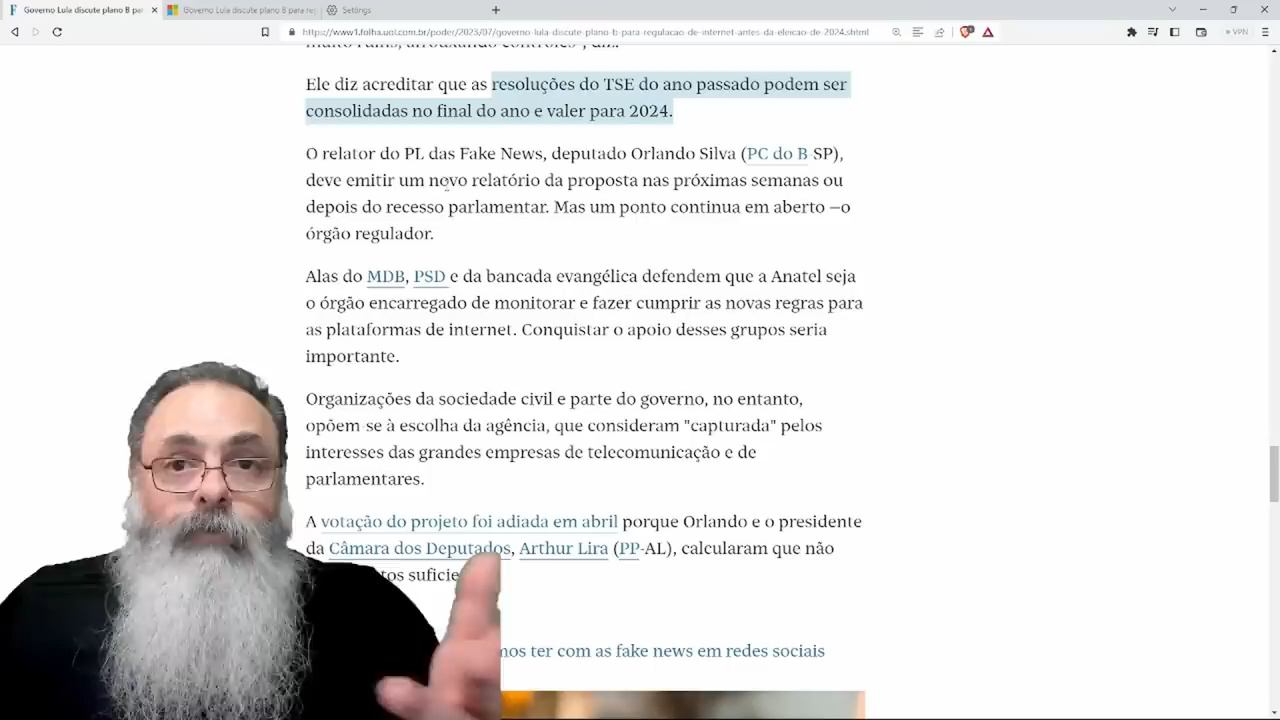 Governo Lula discute plano B pa
Governo Lula discute plano B para re
Settings
https://www1.folha.uol.com.br/poder/2023/07/governo-lula-discute-plano-b-para-regulacao-de-internet-antes-da-eleicao-de-2024.shtml
VPN
muito ruins, afrouxando controles", diz.
Ele diz acreditar que as resoluções do TSE do ano passado podem ser
consolidadas no final do ano e valer para 2024.
O relator do PL das Fake News, deputado Orlando Silva (PC do B-SP),
deve emitir um novo relatório da proposta nas próximas semanas ou
depois do recesso parlamentar. Mas um ponto continua em aberto —o
órgão regulador.
Alas do MDB, PSD e da bancada evangélica defendem que a Anatel seja
o órgão encarregado de monitorar e fazer cumprir as novas regras para
as plataformas de internet. Conquistar o apoio desses grupos seria
importante.
Organizações da sociedade civil e parte do governo, no entanto,
opõem-se à escolha da agência, que consideram "capturada" pelos
interesses das grandes empresas de telecomunicação e de
parlamentares.
A votação do projeto foi adiada em abril porque Orlando e o presidente
da Câmara dos Deputados, Arthur Lira (PP-AL), calcularam que não
tos suficie
mos ter com as fake news em redes sociais